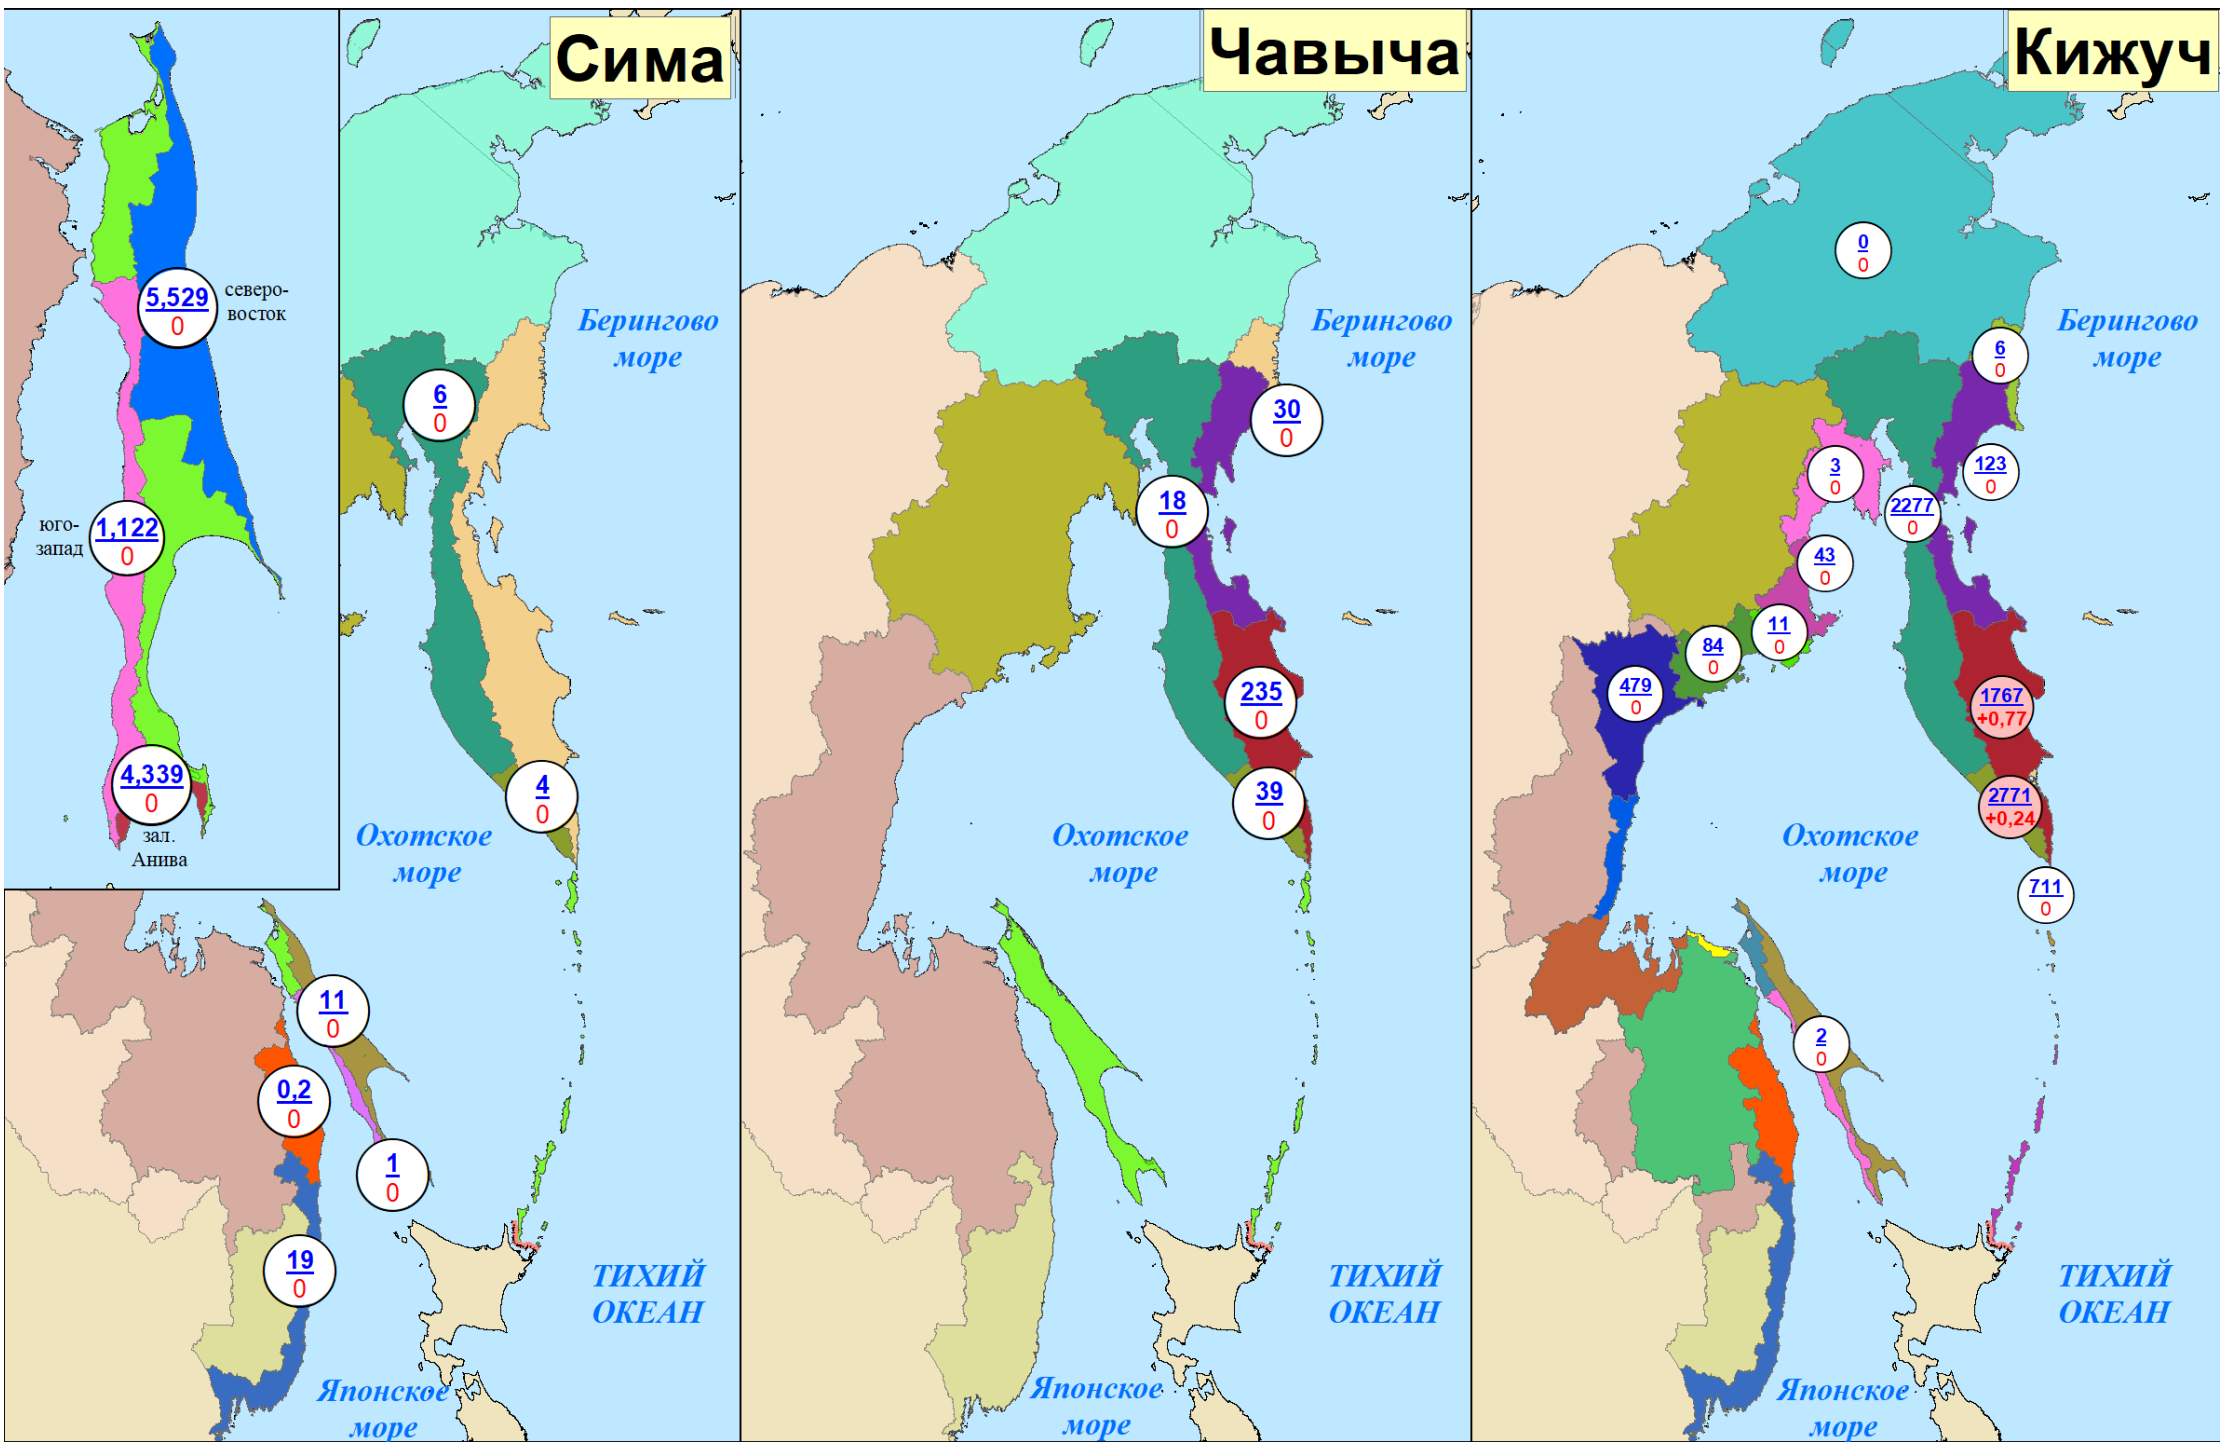 Сима
5,529
0
северо-
восток
юго-
запад
1,122
0
4,339
0
зал.
Анива
6
0
Берингово
море
4
0
Охотское
море
11
0
0,2
0
1
0
19
0
ТИХИЙ
ОКЕАН
Японское
море
Чавыча
Берингово
море
30
0
18
0
235
0
39
0
Охотское
море
ТИХИЙ
ОКЕАН
Японское
море
Кижуч
0
0
Берингово
море
6
0
3
0
123
0
2277
0
43
0
11
0
84
0
479
0
1767
+0,77
2771
+0,24
Охотское
море
711
0
2
0
ТИХИЙ
ОКЕАН
Японское
море